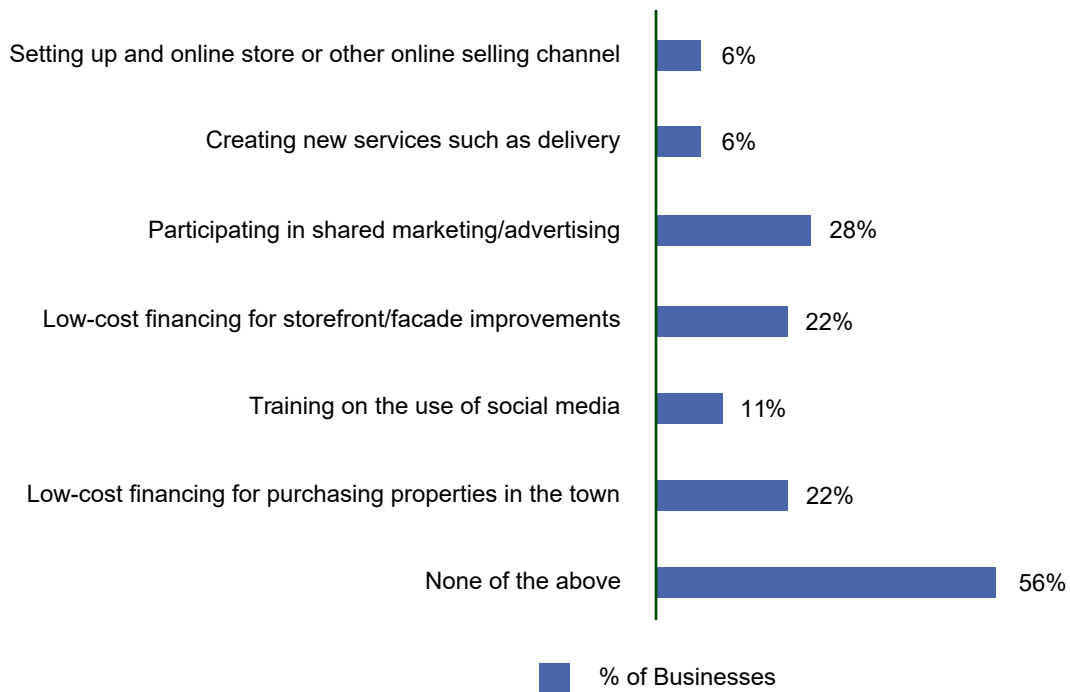 Setting up and online store or other online selling channel 6%
Creating new services such as delivery 6%
Participating in shared marketing/advertising 28%
Low-cost financing for storefront/facade improvements 22%
Training on the use of social media 11%
Low-cost financing for purchasing properties in the town 22%
None of the above 56%
% of Businesses